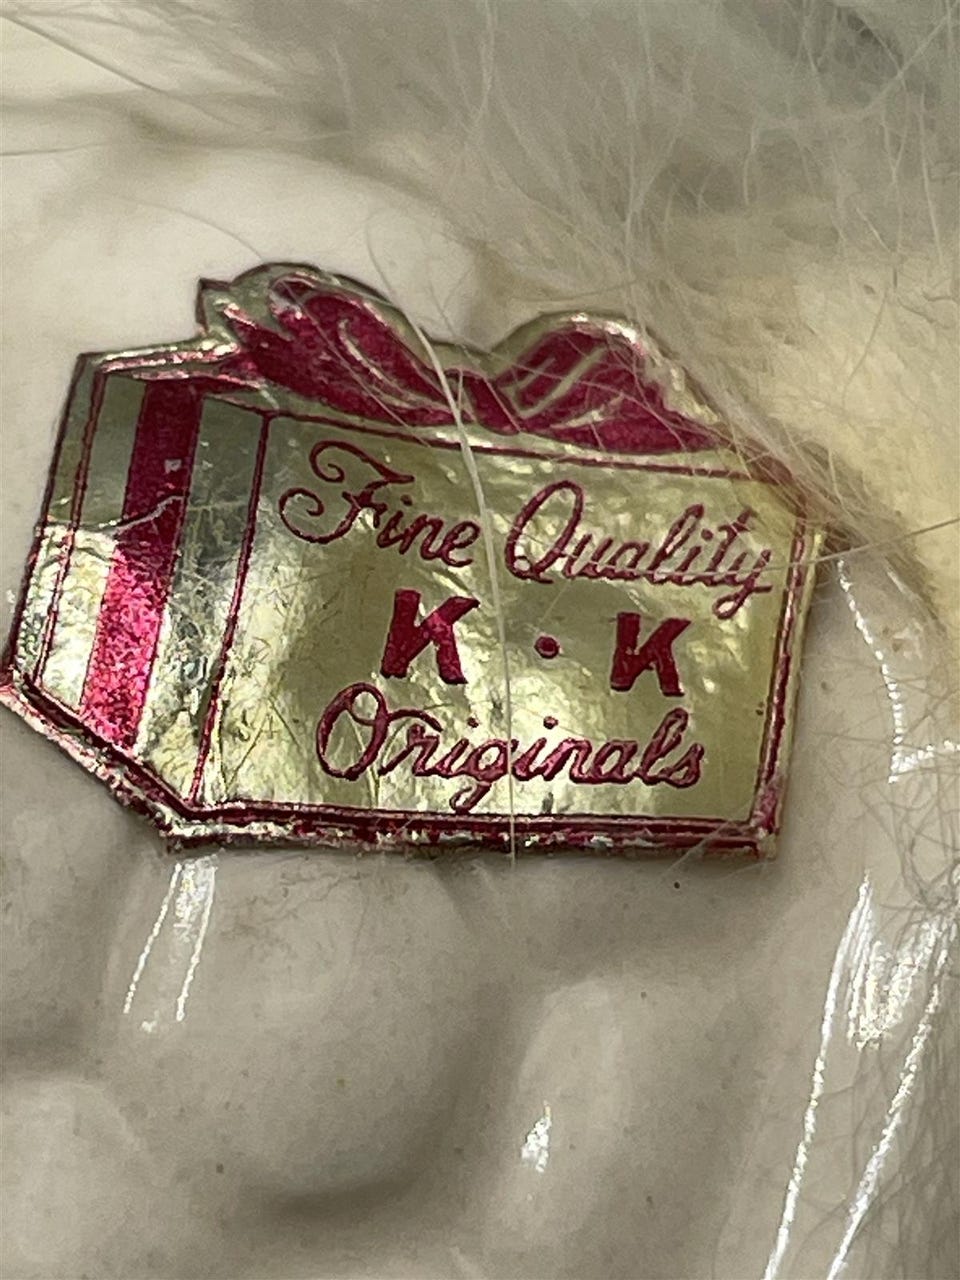 Fine Quality
K · K
Originals